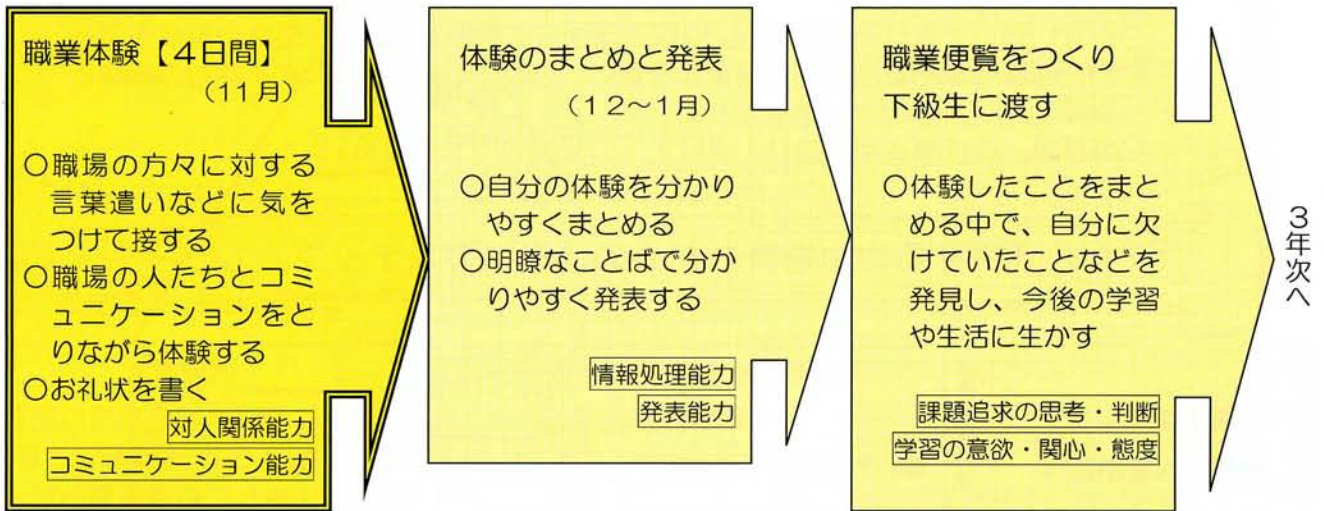 職業体験【4日間】
(11月)
○職場の方々に対する
言葉遣いなどに気を
つけて接する
○職場の人たちとコミ
ュニケーションをと
りながら体験する
○お礼状を書く
対人関係能力
コミュニケーション能力
体験のまとめと発表
(12~1月)
○自分の体験を分かり
やすくまとめる
○明瞭なことばで分か
りやすく発表する
情報処理能力
発表能力
職業便覧をつくり
下級生に渡す
○体験したことをまと
める中で、自分に欠
けていたことなどを
発見し、今後の学習
や生活に生かす
課題追求の思考・判断
学習の意欲・関心・態度
3年次へ